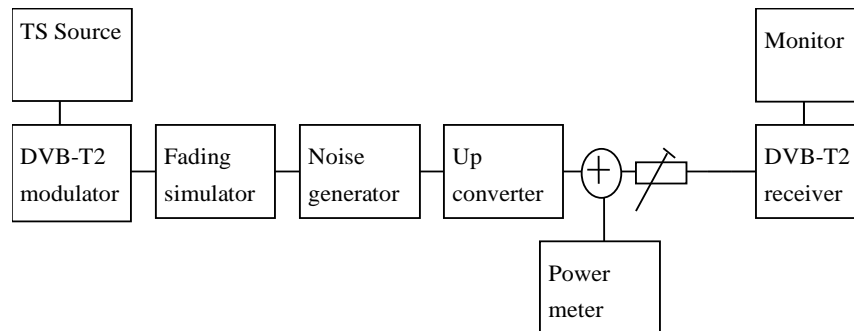 TS Source
Monitor
DVB-T2
modulator
Fading
simulator
Noise
generator
Up
converter
DVB-T2
receiver
Power
meter